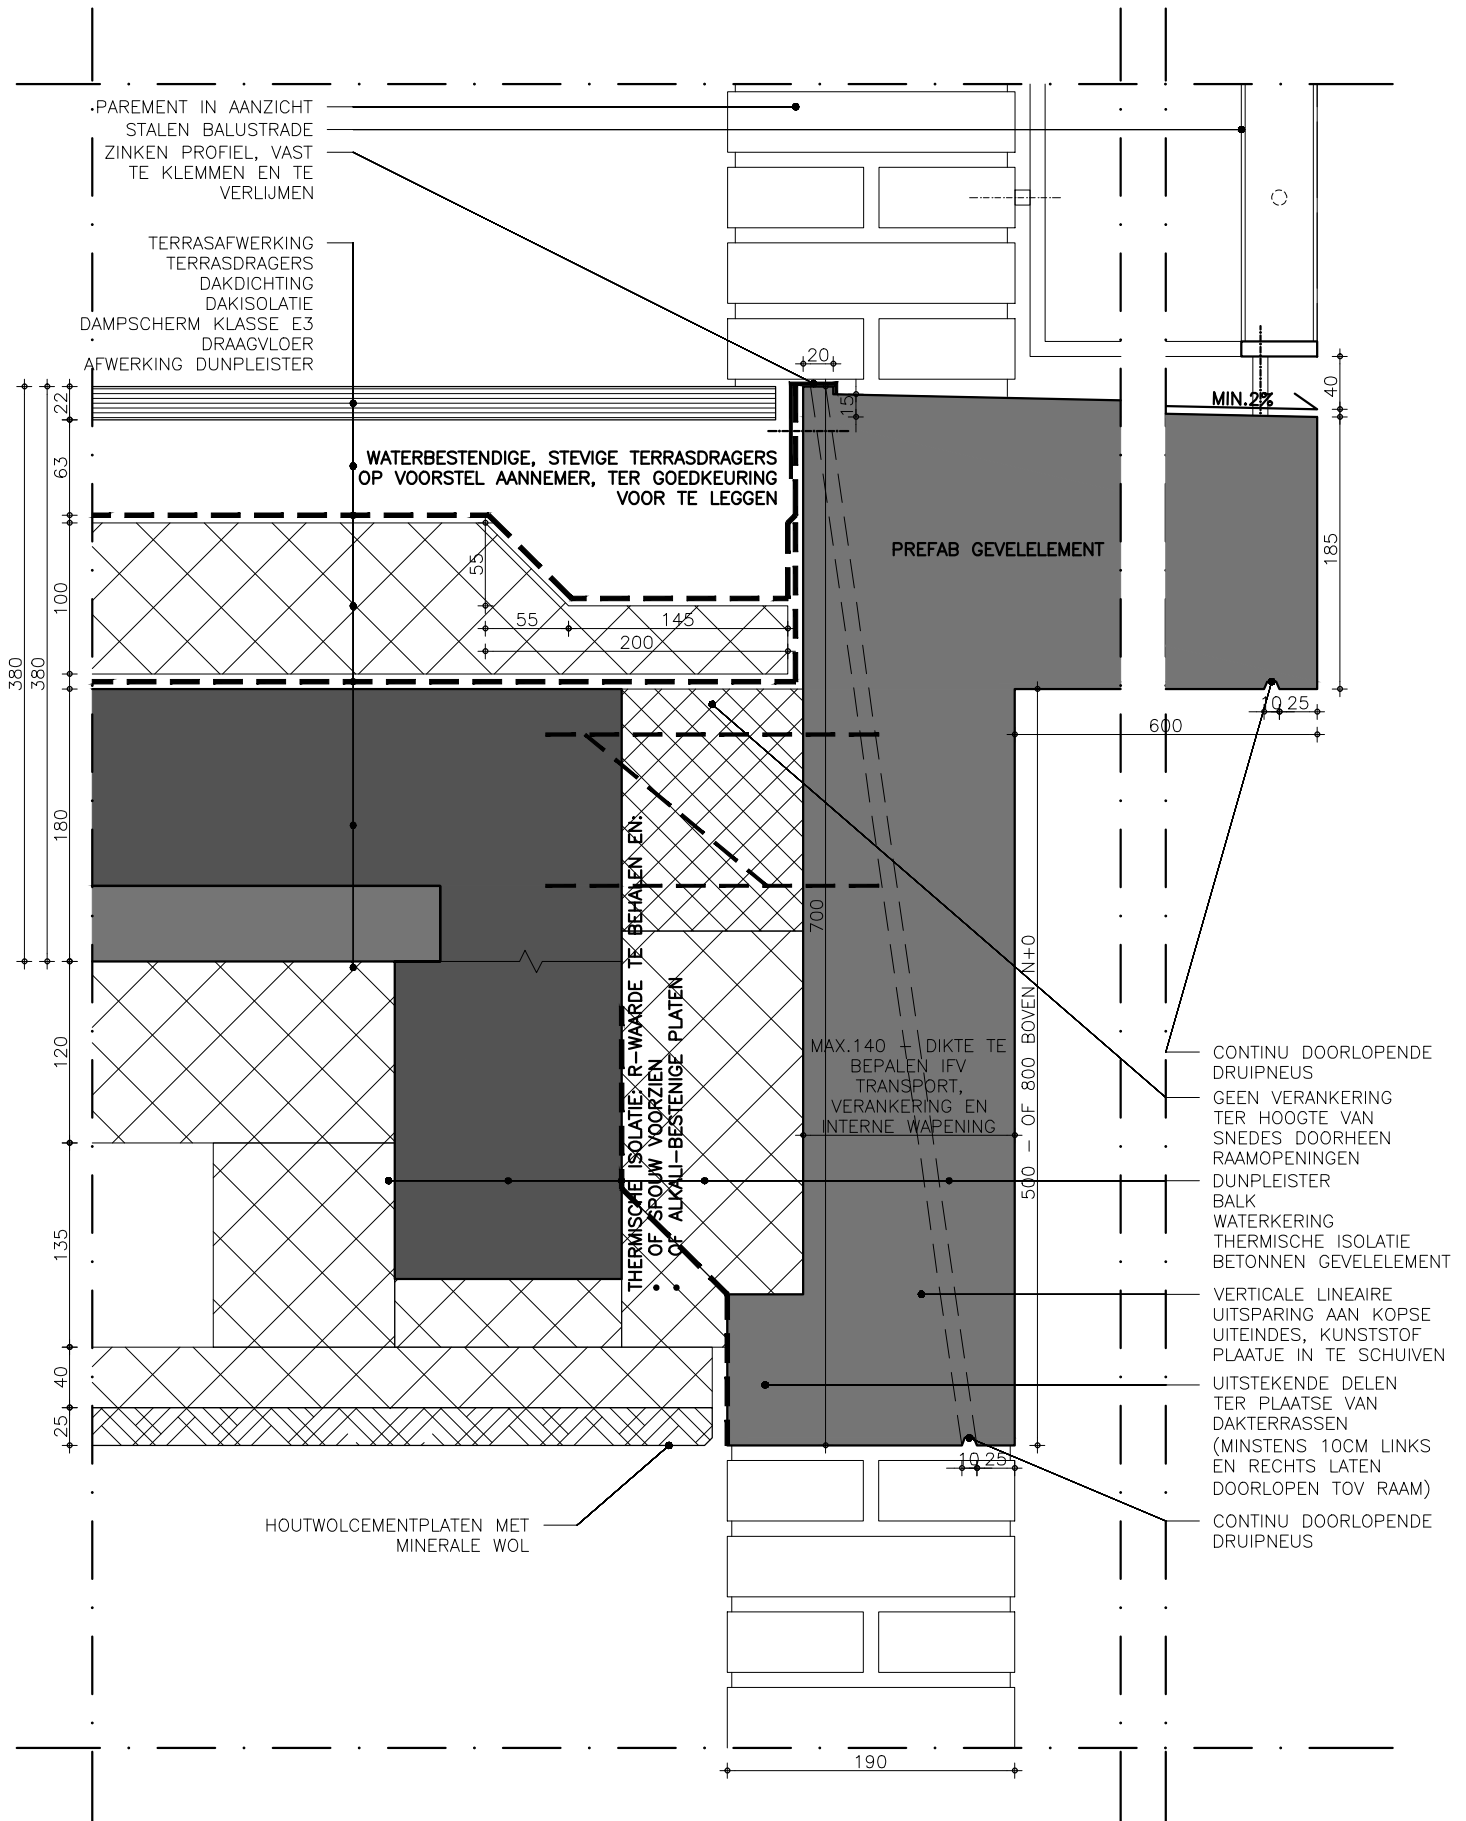 PAREMENT IN AANZICHT
STALEN BALUSTRADE
ZINKEN PROFIEL, VAST
TE KLEMMEN EN TE
VERLIJMEN
TERRASAFWERKING
TERRASDRAGERS
DAKDICHTING
DAKISOLATIE
DAMPSCHERM KLASSE E3
DRAAGVLOER
AFWERKING DUNPLEISTER
20
15
40
MIN.2%
22
63
WATERBESTENDIGE, STEVIGE TERRASDRAGERS
OP VOORSTEL AANNEMER, TER GOEDKEURING
VOOR TE LEGGEN
PREFAB GEVELELEMENT
185
55
100
55
145
200
380
380
10
25
600
180
THERMISCHE ISOLATIE: R-WAARDE TE BEHALEN EN:
• OF SPOUW VOORZIEN
• OF ALKALI-BESTENIGE PLATEN
700
500 - OF 800 BOVEN N+0
MAX.140 - DIKTE TE
BEPALEN IFV
TRANSPORT,
VERANKERING EN
INTERNE WAPENING
120
135
40
25
CONTINU DOORLOPENDE
DRUIPNEUS
GEEN VERANKERING
TER HOOGTE VAN
SNEDES DOORHEEN
RAAMOPENINGEN
DUNPLEISTER
BALK
WATERKERING
THERMISCHE ISOLATIE
BETONNEN GEVELELEMENT
VERTICALE LINEAIRE
UITSPARING AAN KOPSE
UITEINDES, KUNSTSTOF
PLAATJE IN TE SCHUIVEN
UITSTEKENDE DELEN
TER PLAATSE VAN
DAKTERRASSEN
(MINSTENS 10CM LINKS
EN RECHTS LATEN
DOORLOPEN TOV RAAM)
CONTINU DOORLOPENDE
DRUIPNEUS
10
25
HOUTWOLCEMENTPLATEN MET
MINERALE WOL
190